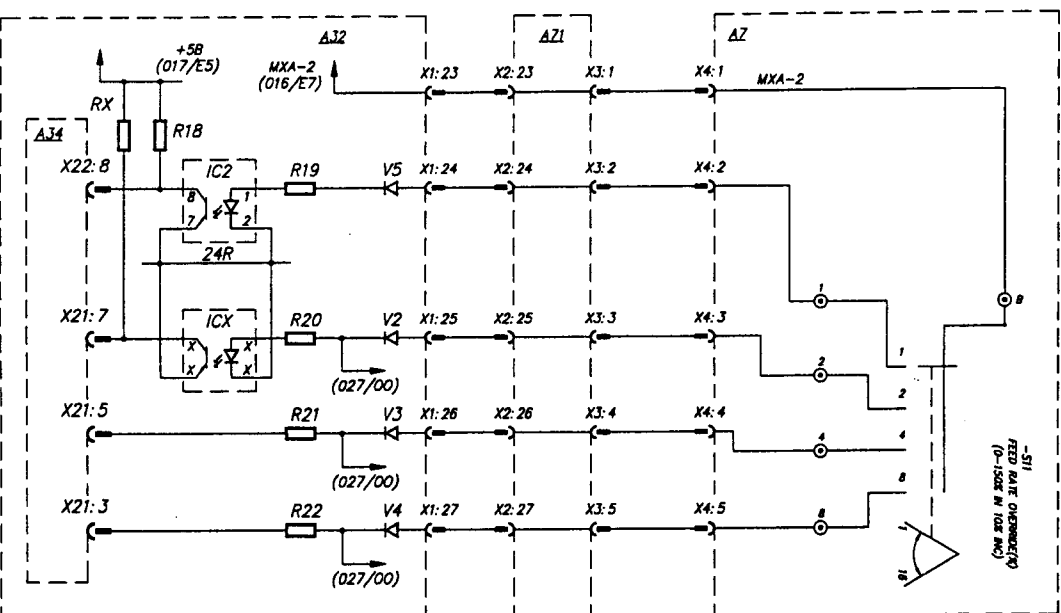 A32
A71
A7
+5B
(017/E5)
MXA-2
(016/E7)
X1:23
X2:23
X3:1
X4:1
MXA-2
RX
R18
A34
X22:8
IC2
8
7
1
2
R19
V5
X1:24
X2:24
X3:2
X4:2
24R
1
B
X21:7
ICX
X
X
X
X
R20
V2
X1:25
X2:25
X3:3
X4:3
(027/00)
2
1
2
4
8
X21:5
R21
V3
X1:26
X2:26
X3:4
X4:4
(027/00)
4
-S11
FEED RATE OVERRIDE(X)
(0-150% IN 10% INC)
X21:3
R22
V4
X1:27
X2:27
X3:5
X4:5
(027/00)
8
1
16